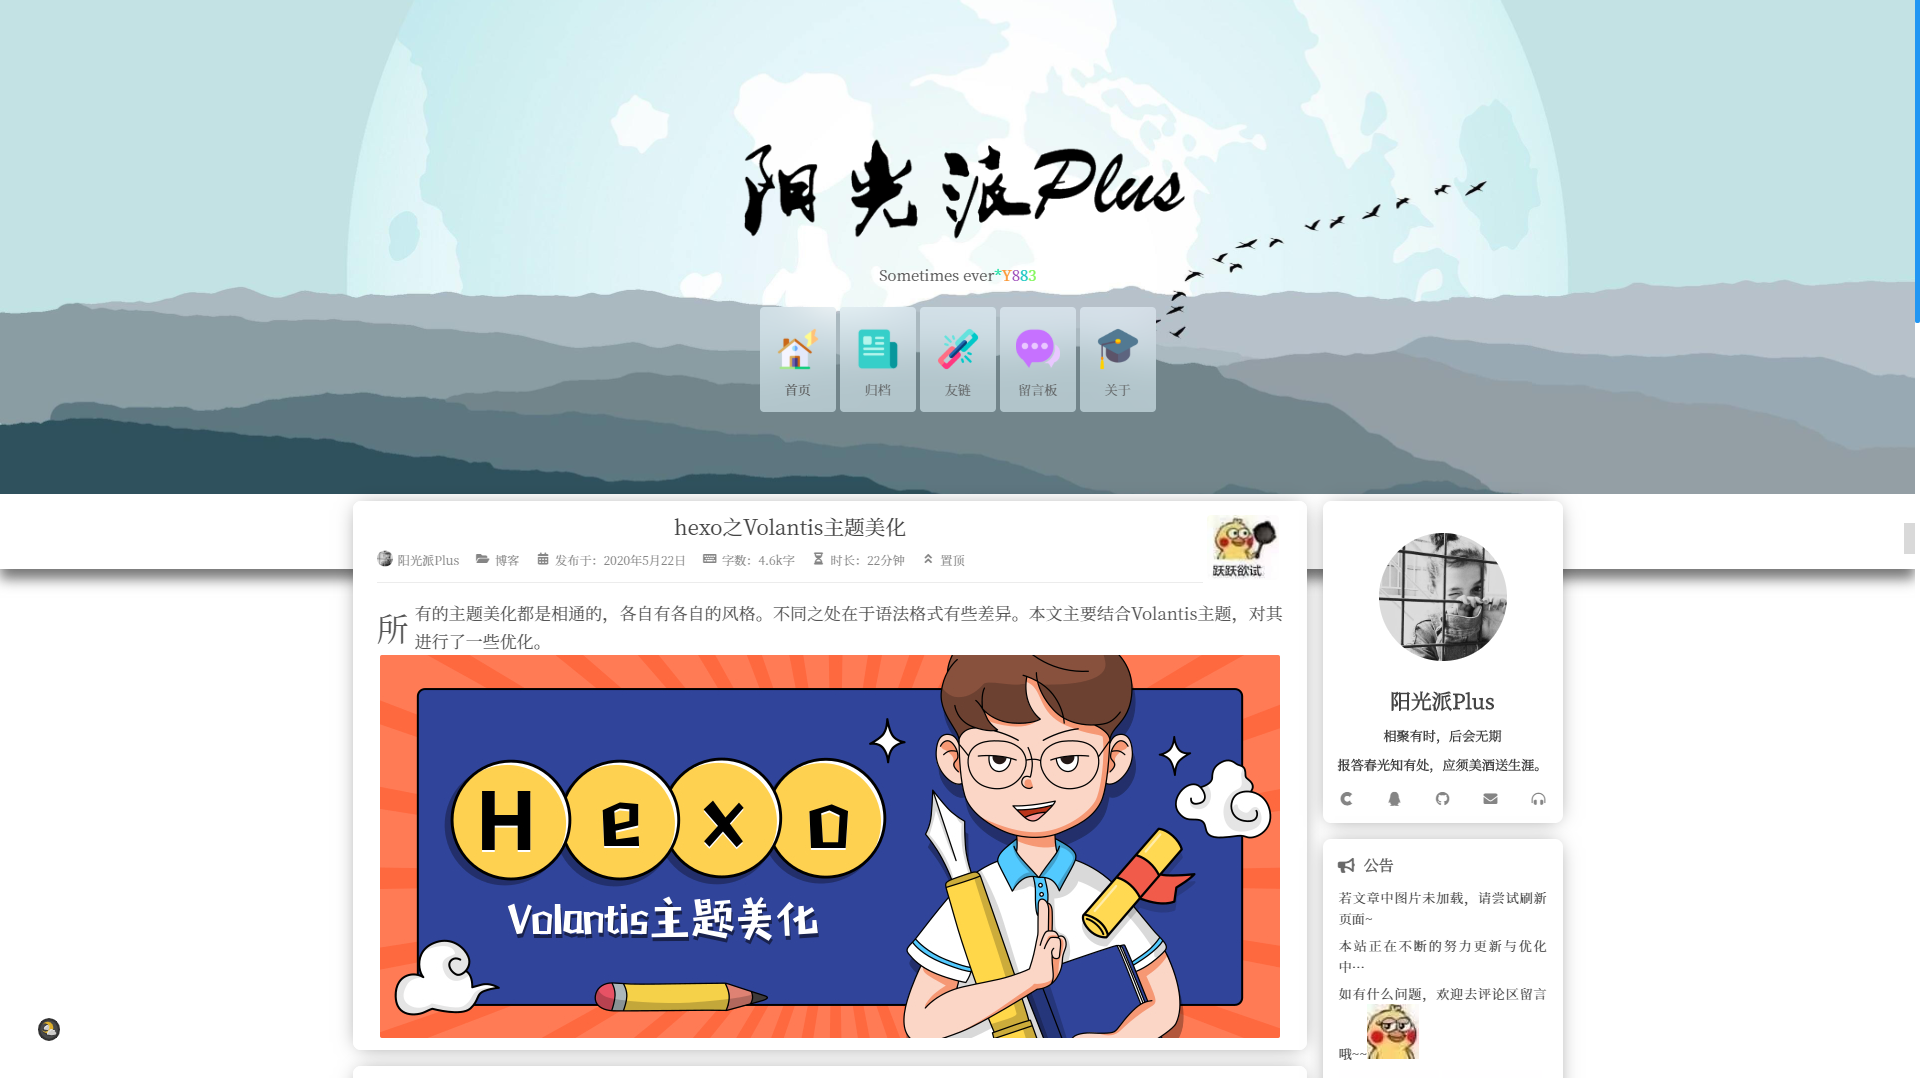 阳光派Plus
Sometimes ever*Y883
首页
归档
友链
留言板
关于
hexo之Volantis主题美化
阳光派Plus 博客 发布于：2020年5月22日 字数：4.6k字 时长：22分钟 置顶
跃跃欲试
所有的主题美化都是相通的，各自有各自的风格。不同之处在于语法格式有些差异。本文主要结合Volantis主题，对其
进行了一些优化。
Hexo
Volantis主题美化
阳光派Plus
相聚有时，后会无期
报答春光知有处，应须美酒送生涯。
公告
若文章中图片未加载，请尝试刷新
页面~
本站正在不断的努力更新与优化
中…
如有什么问题，欢迎去评论区留言
哦~~